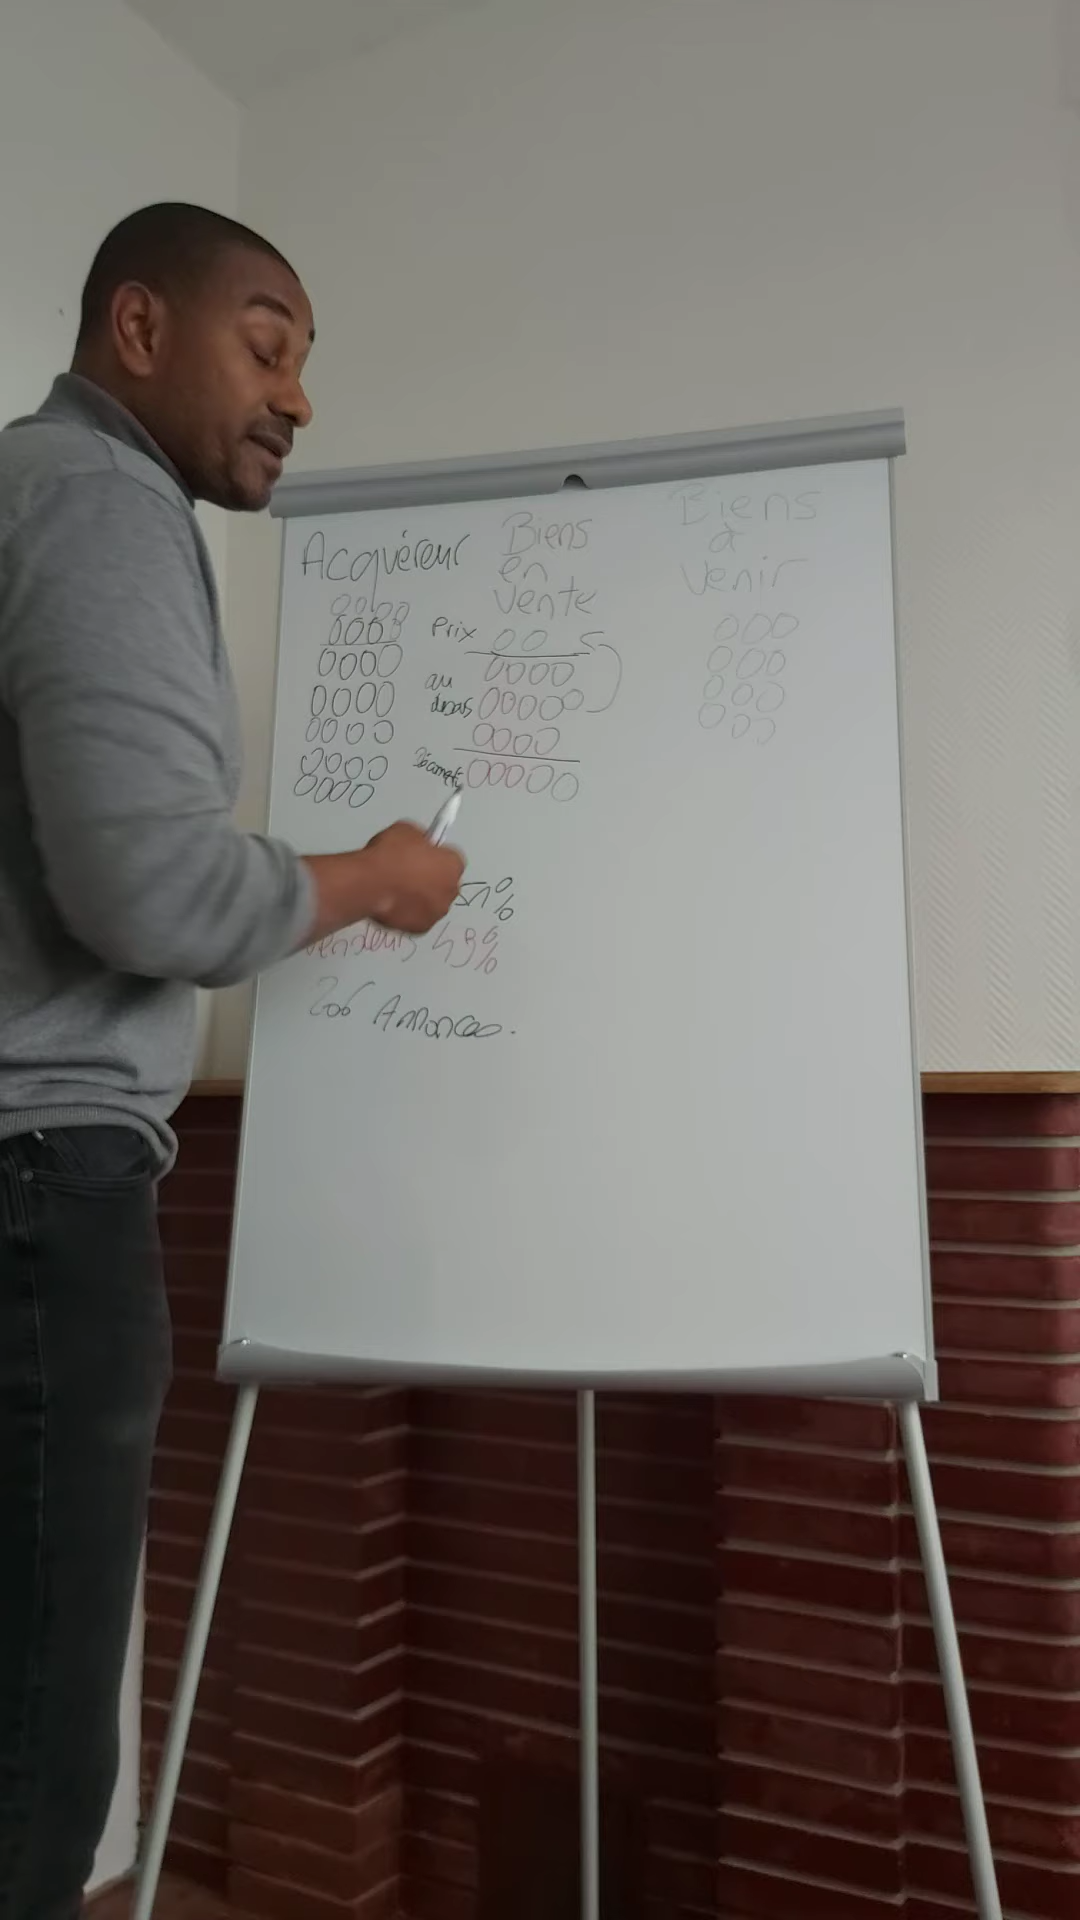 Acquéreur
Biens
en
vente
Biens
à
Venir
Prix
au
dessus
51%
Vendeurs 49%
206 Annonces.